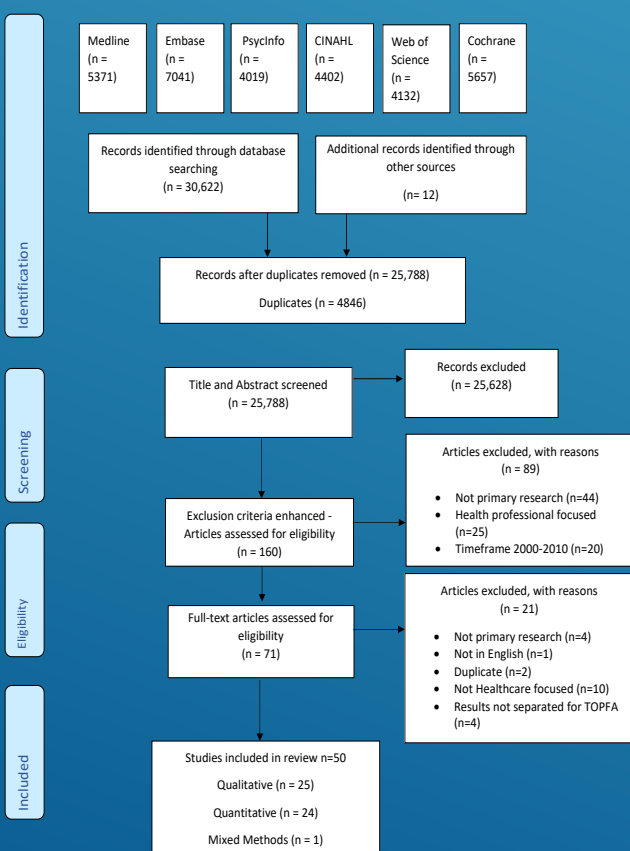 Identification
Medline
(n =
5371)
Embase
(n =
7041)
PsycInfo
(n =
4019)
CINAHL
(n =
4402)
Web of
Science
(n =
4132)
Cochrane
(n =
5657)
Records identified through database
searching
(n = 30,622)
Additional records identified through
other sources
(n= 12)
Records after duplicates removed (n = 25,788)
Duplicates (n = 4846)
Screening
Title and Abstract screened
(n = 25,788)
Records excluded
(n = 25,628)
Exclusion criteria enhanced -
Articles assessed for eligibility
(n = 160)
Articles excluded, with reasons
(n = 89)
• Not primary research (n=44)
• Health professional focused
(n=25)
• Timeframe 2000-2010 (n=20)
Eligibility
Full-text articles assessed for
eligibility
(n = 71)
Articles excluded, with reasons
(n = 21)
• Not primary research (n=4)
• Not in English (n=1)
• Duplicate (n=2)
• Not Healthcare focused (n=10)
• Results not separated for TOPFA
(n=4)
Included
Studies included in review n=50
Qualitative (n = 25)
Quantitative (n = 24)
Mixed Methods (n = 1)